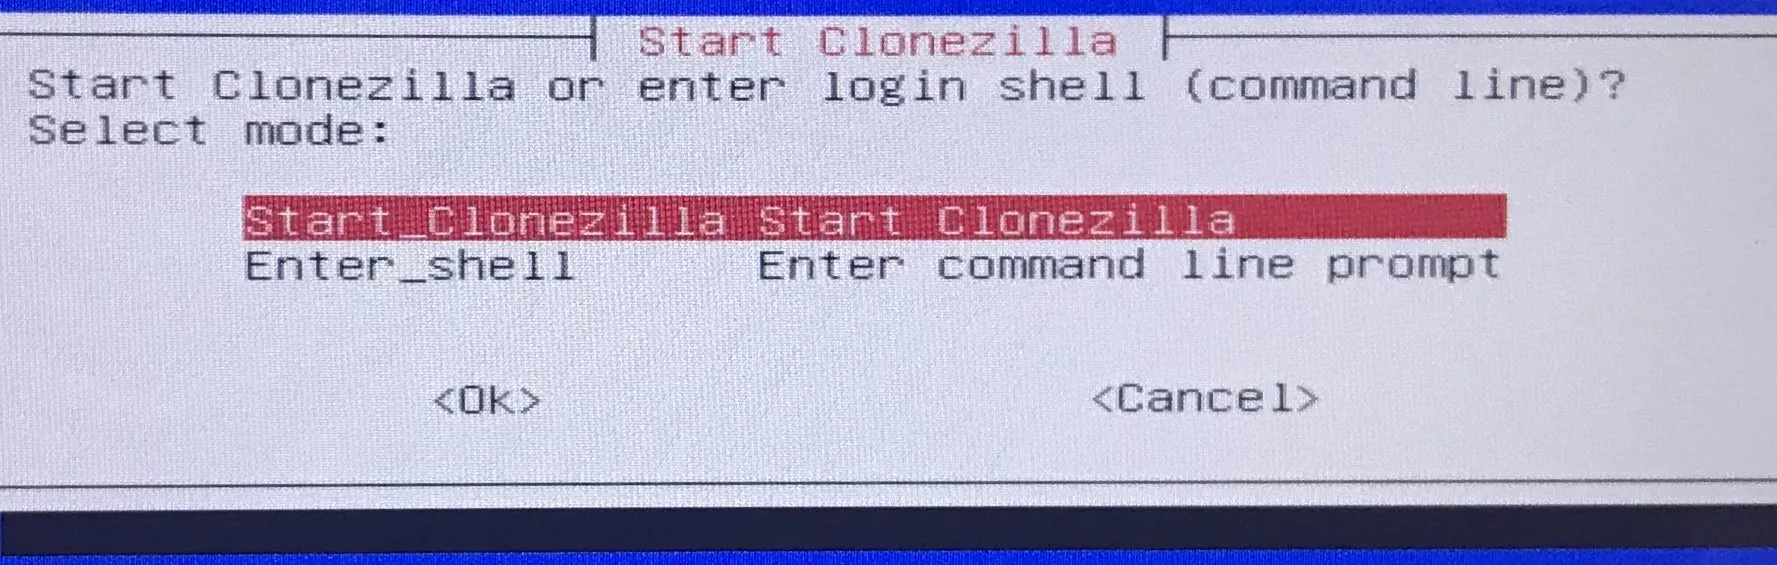 Start Clonezilla
Start Clonezilla or enter login shell (command line)?
Select mode:
Start_Clonezilla Start Clonezilla
Enter_shell Enter command line prompt
<Ok> <Cancel>